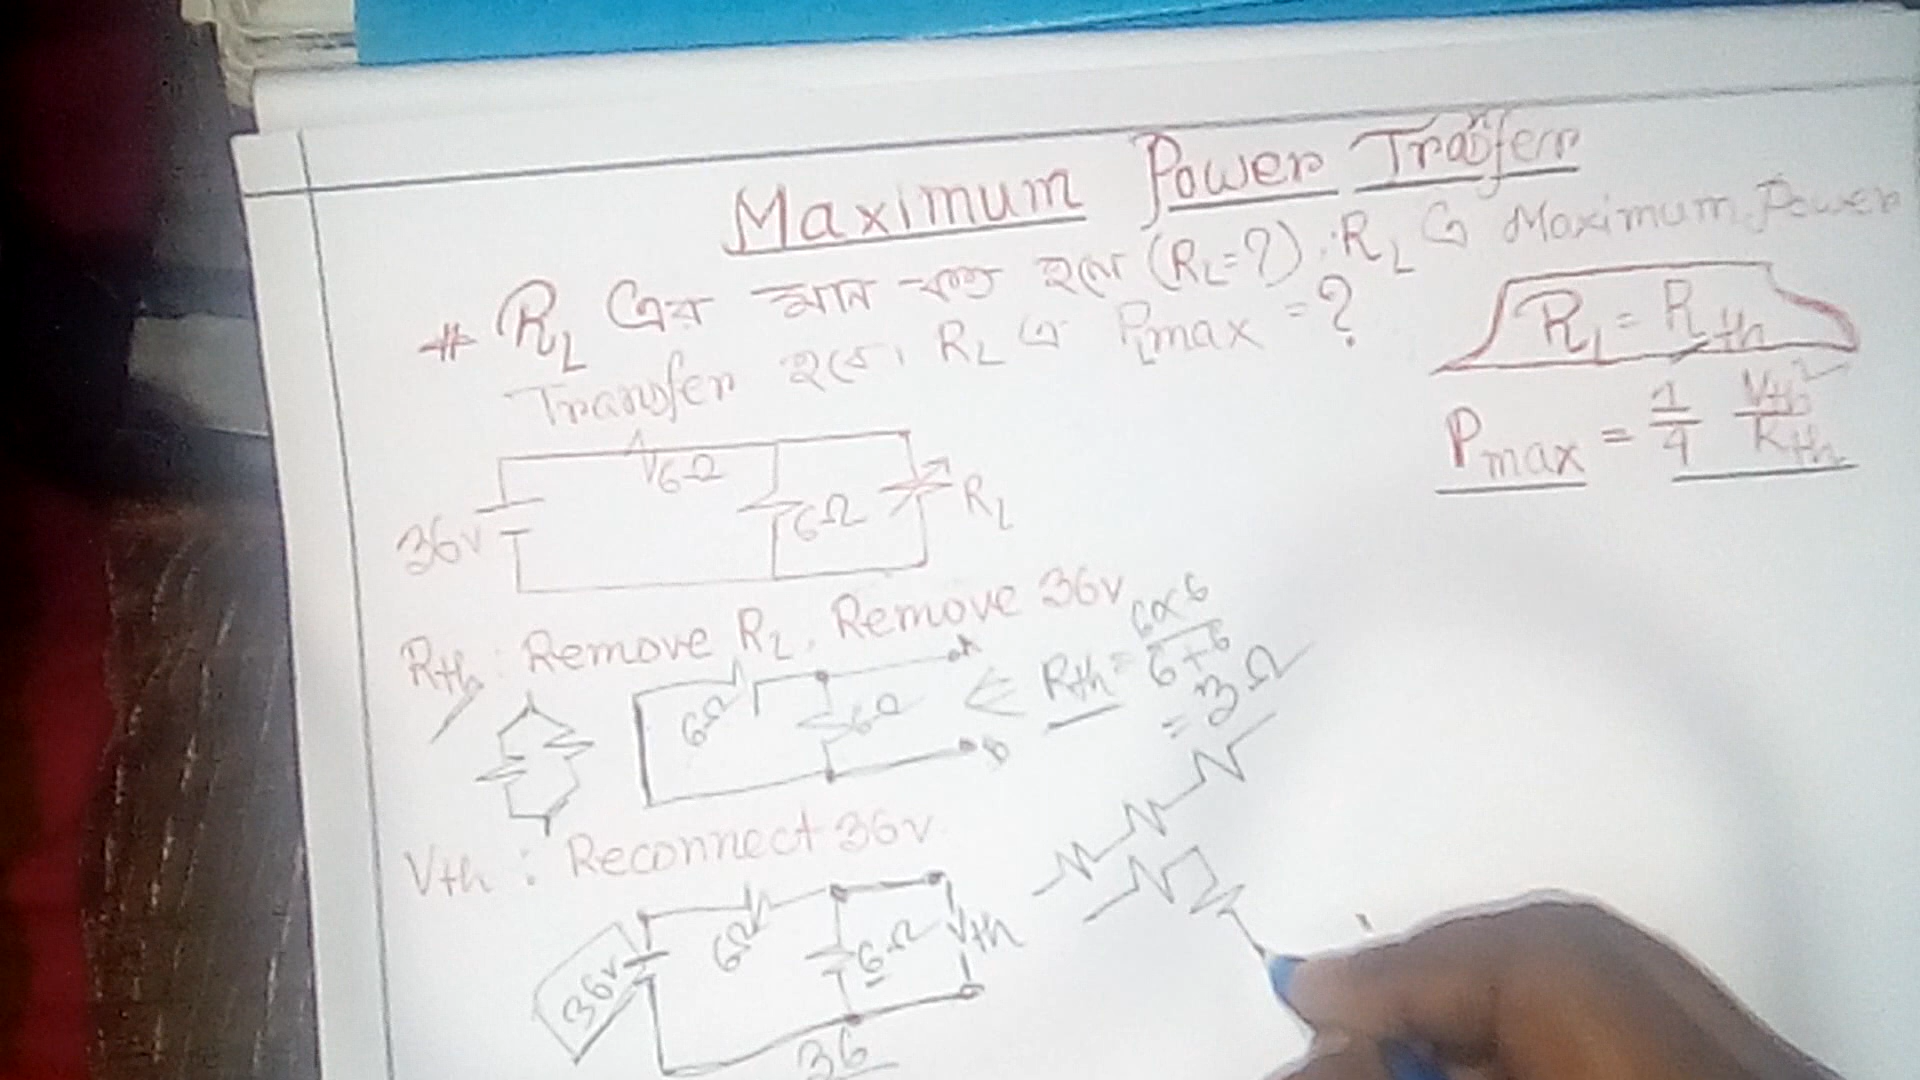 Maximum Power Transferr
# RL এর মান কত হলে (RL=?). RL এ Maximum Power
Transfer হবে। RL এ PLmax = ?
RL = Rth
Pmax = 1/4 Vth²/Rth
6Ω
36v
6Ω
RL
Rth : Remove RL, Remove 36v
6Ω
6Ω
A
B
Rth = 6×6/6+6
= 3Ω
Vth : Reconnect 36v
36v
6Ω
6Ω
Vth
36